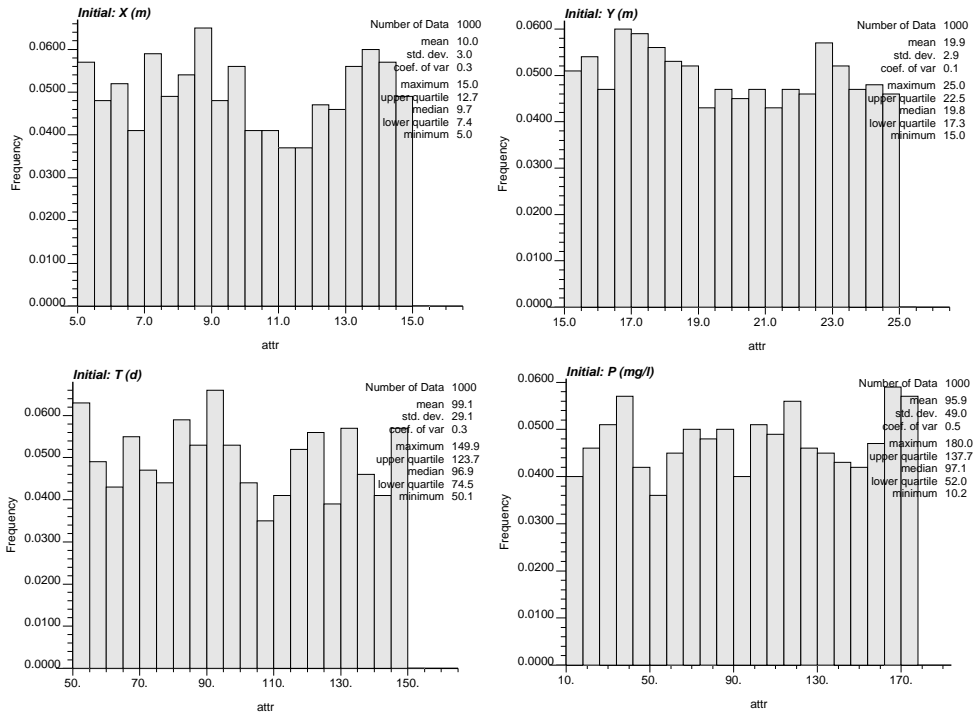 Initial: X (m)
Number of Data 1000
mean 10.0
std. dev. 3.0
coef. of var 0.3
maximum 15.0
upper quartile 12.7
median 9.7
lower quartile 7.4
minimum 5.0
Frequency
0.0600
0.0500
0.0400
0.0300
0.0200
0.0100
0.0000
5.0 7.0 9.0 11.0 13.0 15.0
attr
Initial: Y (m)
Number of Data 1000
mean 19.9
std. dev. 2.9
coef. of var 0.1
maximum 25.0
upper quartile 22.5
median 19.8
lower quartile 17.3
minimum 15.0
Frequency
0.0600
0.0500
0.0400
0.0300
0.0200
0.0100
0.0000
15.0 17.0 19.0 21.0 23.0 25.0
attr
Initial: T (d)
Number of Data 1000
mean 99.1
std. dev. 29.1
coef. of var 0.3
maximum 149.9
upper quartile 123.7
median 96.9
lower quartile 74.5
minimum 50.1
Frequency
0.0600
0.0500
0.0400
0.0300
0.0200
0.0100
0.0000
50. 70. 90. 110. 130. 150.
attr
Initial: P (mg/l)
Number of Data 1000
mean 95.9
std. dev. 49.0
coef. of var 0.5
maximum 180.0
upper quartile 137.7
median 97.1
lower quartile 52.0
minimum 10.2
Frequency
0.0600
0.0500
0.0400
0.0300
0.0200
0.0100
0.0000
10. 50. 90. 130. 170.
attr